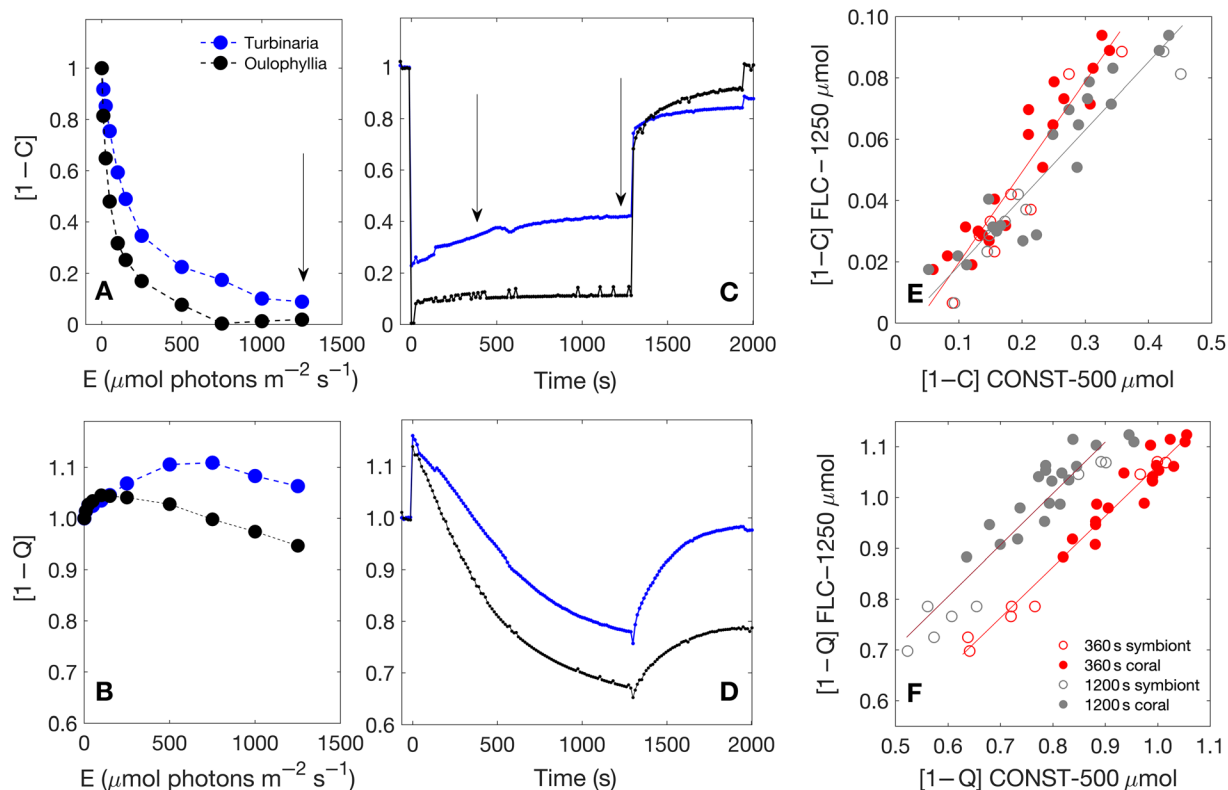 Turbinaria
Oulophyllia
[1−C]
1
0.8
0.6
0.4
0.2
0
A
0 500 1000 1500
E (μmol photons m−2 s−1)
1
0.8
0.6
0.4
0.2
0
C
0 500 1000 1500 2000
Time (s)
[1−C] FLC−1250 μmol
0.10
0.08
0.06
0.04
0.02
0
E
0 0.1 0.2 0.3 0.4 0.5
[1−C] CONST-500 μmol
[1−Q]
1.1
1.0
0.9
0.8
0.7
0.6
B
0 500 1000 1500
E (μmol photons m−2 s−1)
1.1
1.0
0.9
0.8
0.7
0.6
D
0 500 1000 1500 2000
Time (s)
[1−Q] FLC−1250 μmol
1.1
1.0
0.9
0.8
0.7
0.6
F
360 s symbiont
360 s coral
1200 s symbiont
1200 s coral
0.5 0.6 0.7 0.8 0.9 1.0 1.1
[1−Q] CONST-500 μmol